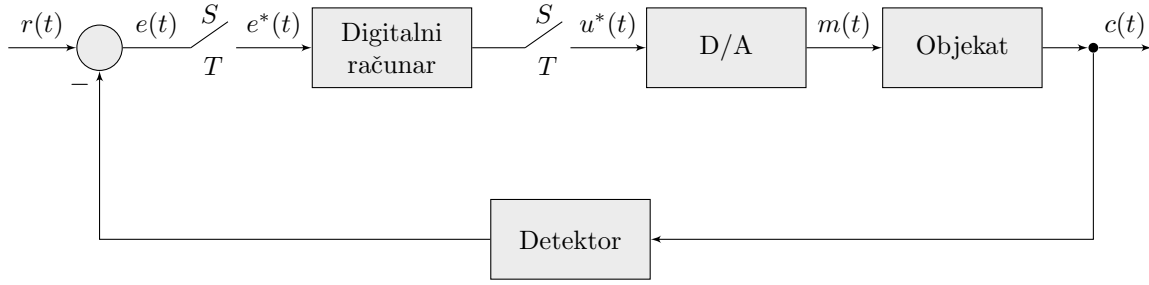 r(t)
−
e(t)
S
T
e*(t)
Digitalni
računar
S
T
u*(t)
D/A
m(t)
Objekat
c(t)
Detektor